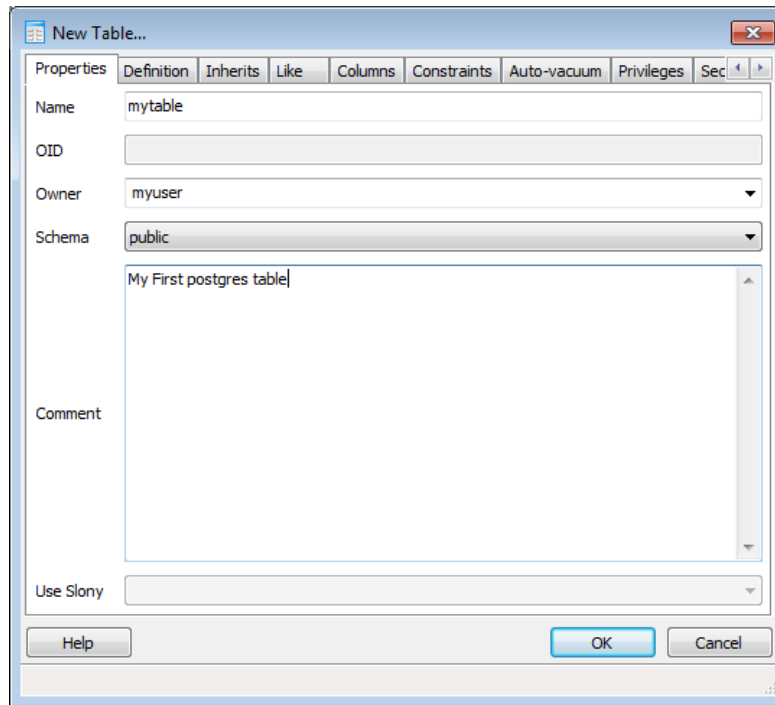 New Table...
Properties Definition Inherits Like Columns Constraints Auto-vacuum Privileges Sec
Name mytable
OID
Owner myuser
Schema public
Comment My First postgres table
Use Slony
Help OK Cancel